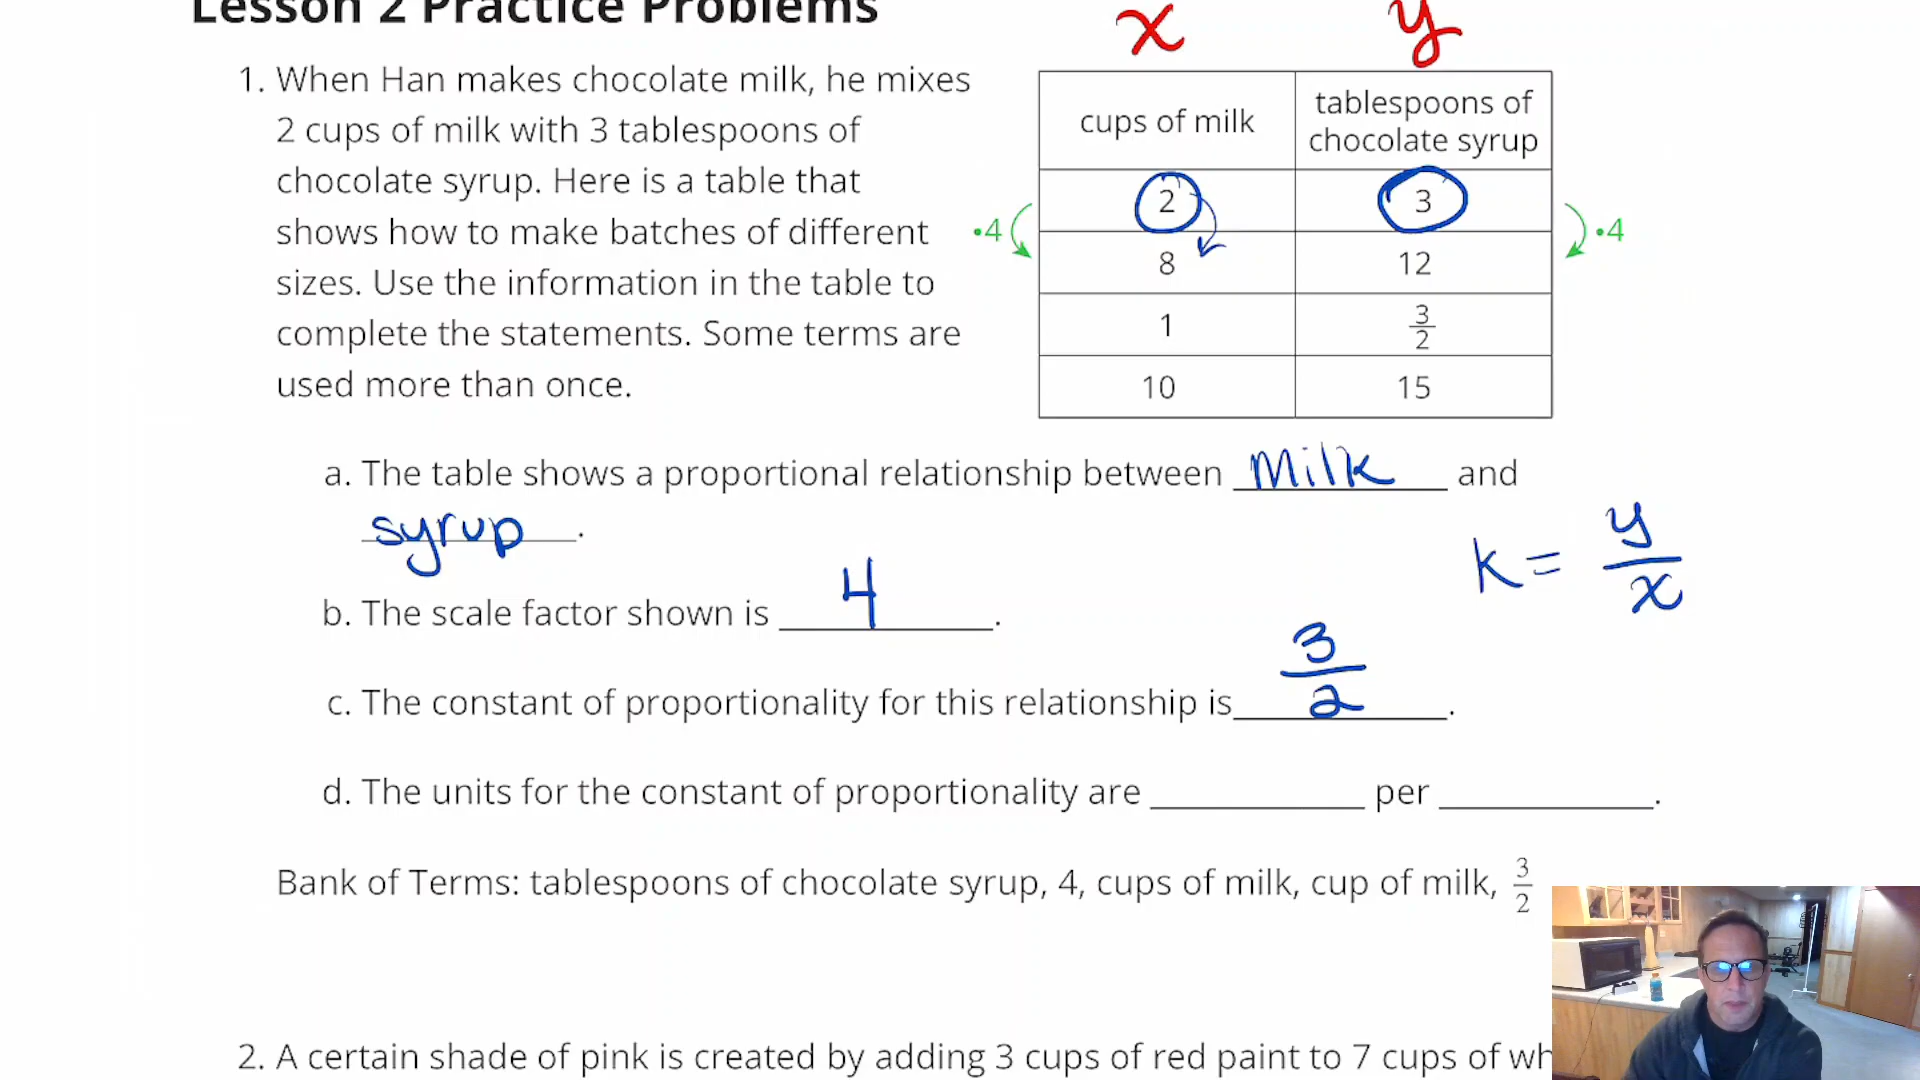 Lesson 2 Practice Problems
x y
1. When Han makes chocolate milk, he mixes
2 cups of milk with 3 tablespoons of
chocolate syrup. Here is a table that
shows how to make batches of different
sizes. Use the information in the table to
complete the statements. Some terms are
used more than once.
cups of milk
tablespoons of
chocolate syrup
2 3
•4 •4
8 12
1 3/2
10 15
a. The table shows a proportional relationship between Milk and
syrup.
k = y/x
b. The scale factor shown is 4.
c. The constant of proportionality for this relationship is 3/2.
d. The units for the constant of proportionality are ____________ per ____________.
Bank of Terms: tablespoons of chocolate syrup, 4, cups of milk, cup of milk, 3/2
2. A certain shade of pink is created by adding 3 cups of red paint to 7 cups of wh